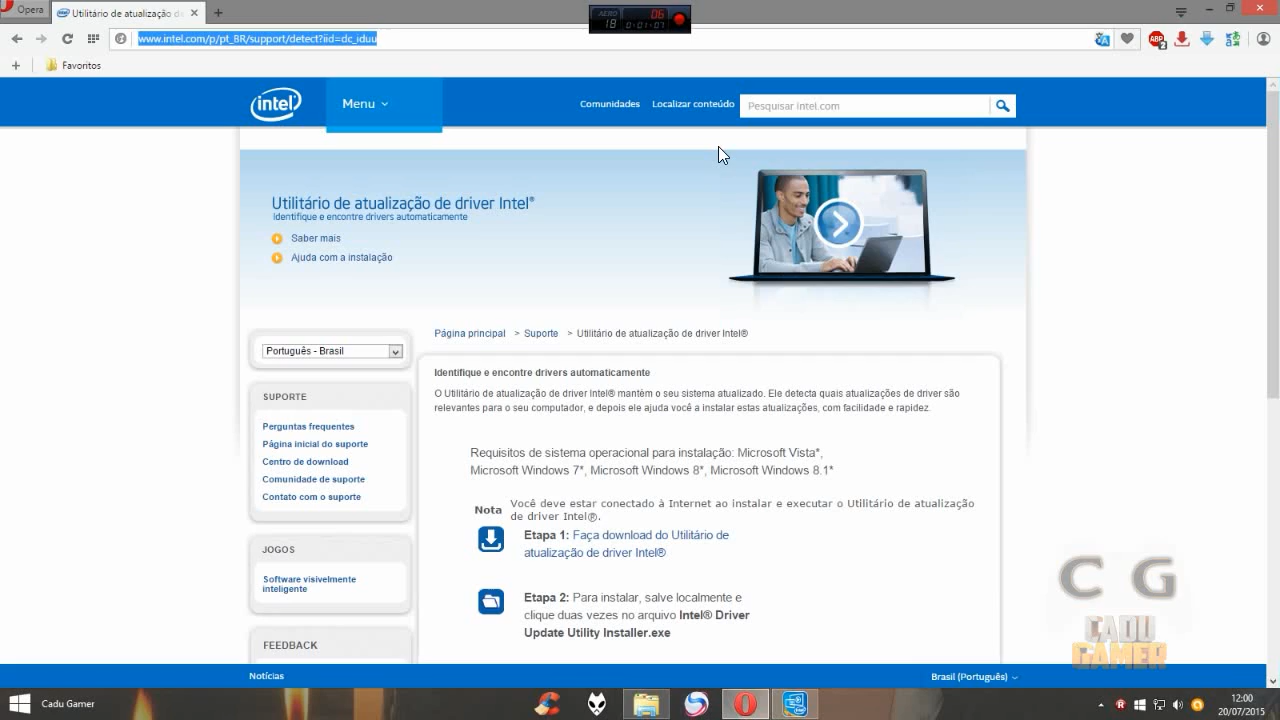 Opera
Utilitário de atualização de
AERO
06
18
0:01:07
www.intel.com/p/pt_BR/support/detect?iid=dc_iduu
ABP
2
Favoritos
intel
Menu
Comunidades
Localizar conteúdo
Pesquisar intel.com
Utilitário de atualização de driver Intel®
Identifique e encontre drivers automaticamente
Saber mais
Ajuda com a instalação
Página principal > Suporte > Utilitário de atualização de driver Intel®
Português - Brasil
Identifique e encontre drivers automaticamente
O Utilitário de atualização de driver Intel® mantém o seu sistema atualizado. Ele detecta quais atualizações de driver são
relevantes para o seu computador, e depois ele ajuda você a instalar estas atualizações, com facilidade e rapidez.
SUPORTE
Perguntas frequentes
Página inicial do suporte
Centro de download
Comunidade de suporte
Contato com o suporte
Requisitos de sistema operacional para instalação: Microsoft Vista*,
Microsoft Windows 7*, Microsoft Windows 8*, Microsoft Windows 8.1*
Nota
Você deve estar conectado à Internet ao instalar e executar o Utilitário de atualização
de driver Intel®.
Etapa 1: Faça download do Utilitário de
atualização de driver Intel®
JOGOS
Software visivelmente
inteligente
Etapa 2: Para instalar, salve localmente e
clique duas vezes no arquivo Intel® Driver
Update Utility Installer.exe
FEEDBACK
C G
CADU
GAMER
Notícias
Brasil (Português)
Cadu Gamer
12:00
20/07/2015